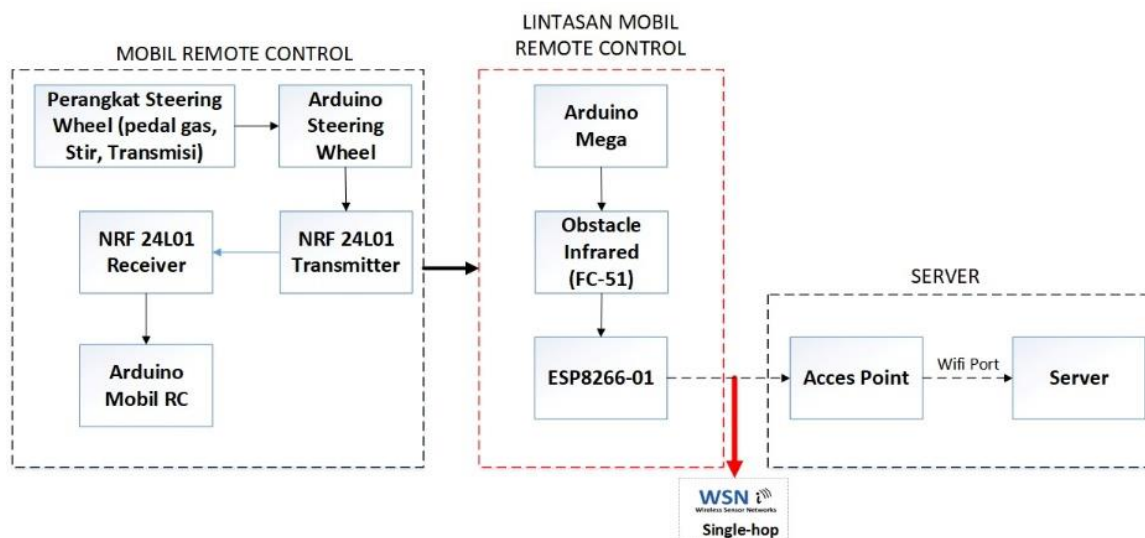 MOBIL REMOTE CONTROL
Perangkat Steering
Wheel (pedal gas,
Stir, Transmisi)
Arduino
Steering
Wheel
NRF 24L01
Receiver
NRF 24L01
Transmitter
Arduino
Mobil RC
LINTASAN MOBIL
REMOTE CONTROL
Arduino
Mega
Obstacle
Infrared
(FC-51)
ESP8266-01
SERVER
Acces Point
Wifi Port
Server
WSN i
Wireless Sensor Networks
Single-hop